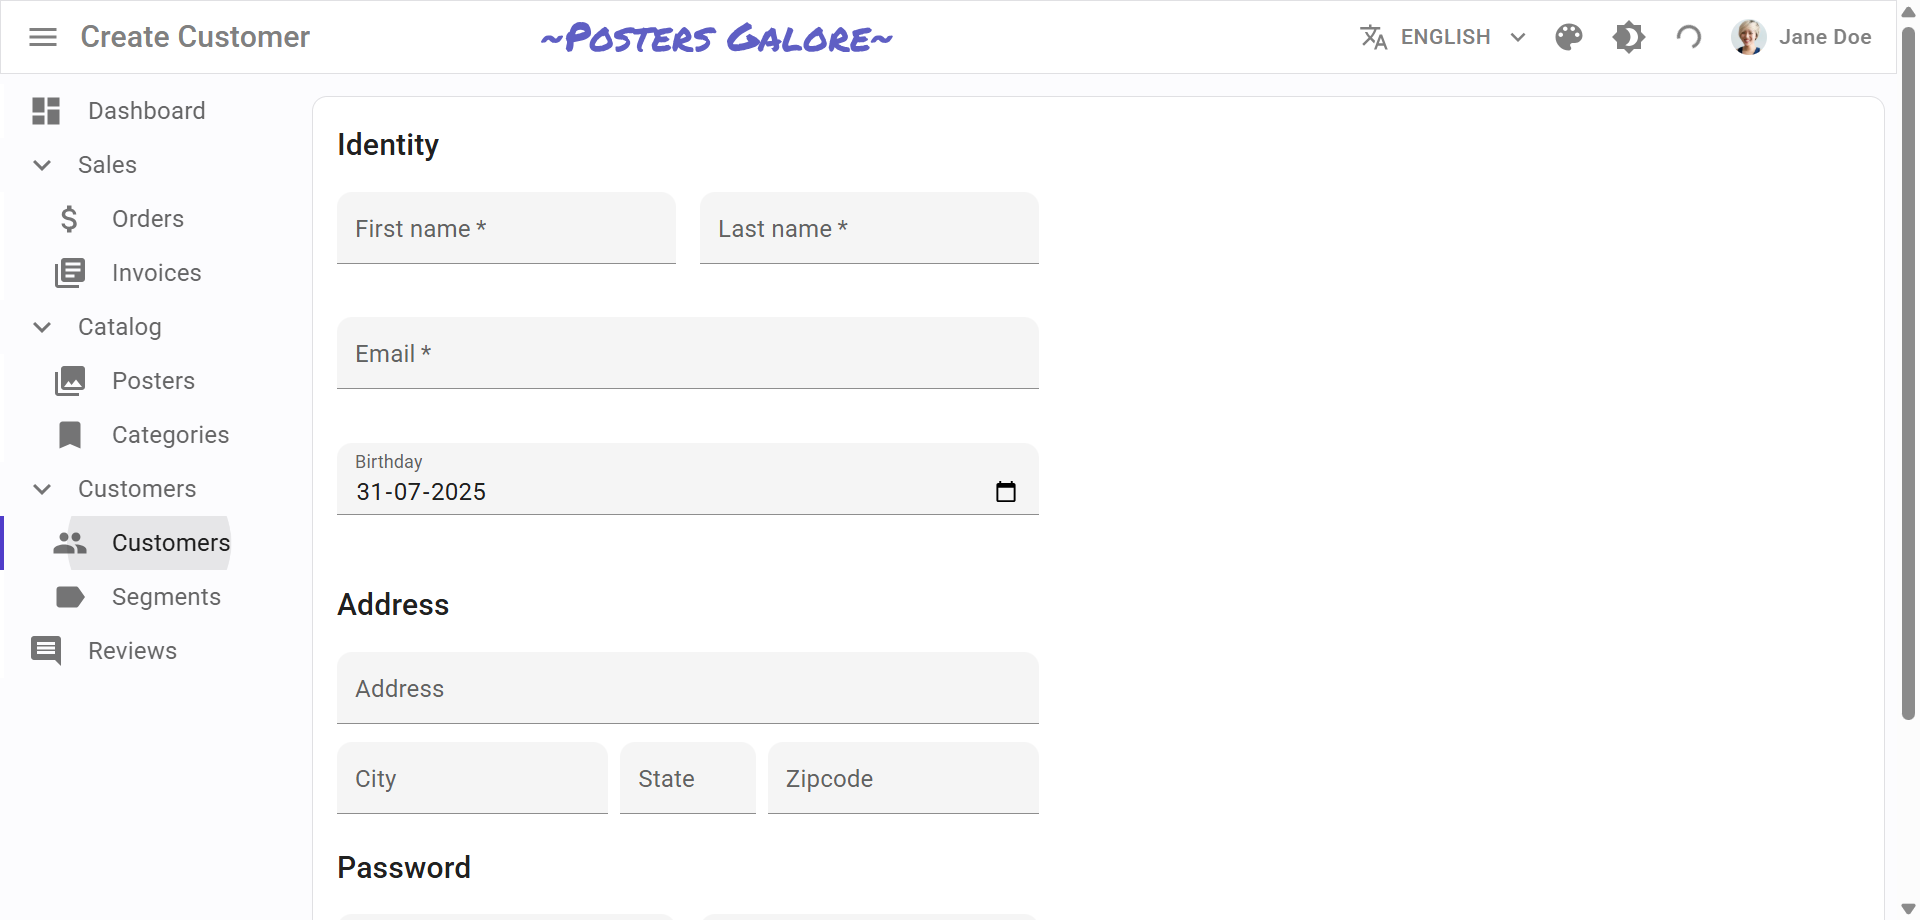 Create Customer
~Posters Galore~
ENGLISH
Jane Doe
Dashboard
Sales
Orders
Invoices
Catalog
Posters
Categories
Customers
Customers
Segments
Reviews
Identity
First name *
Last name *
Email *
Birthday
31-07-2025
Address
Address
City
State
Zipcode
Password